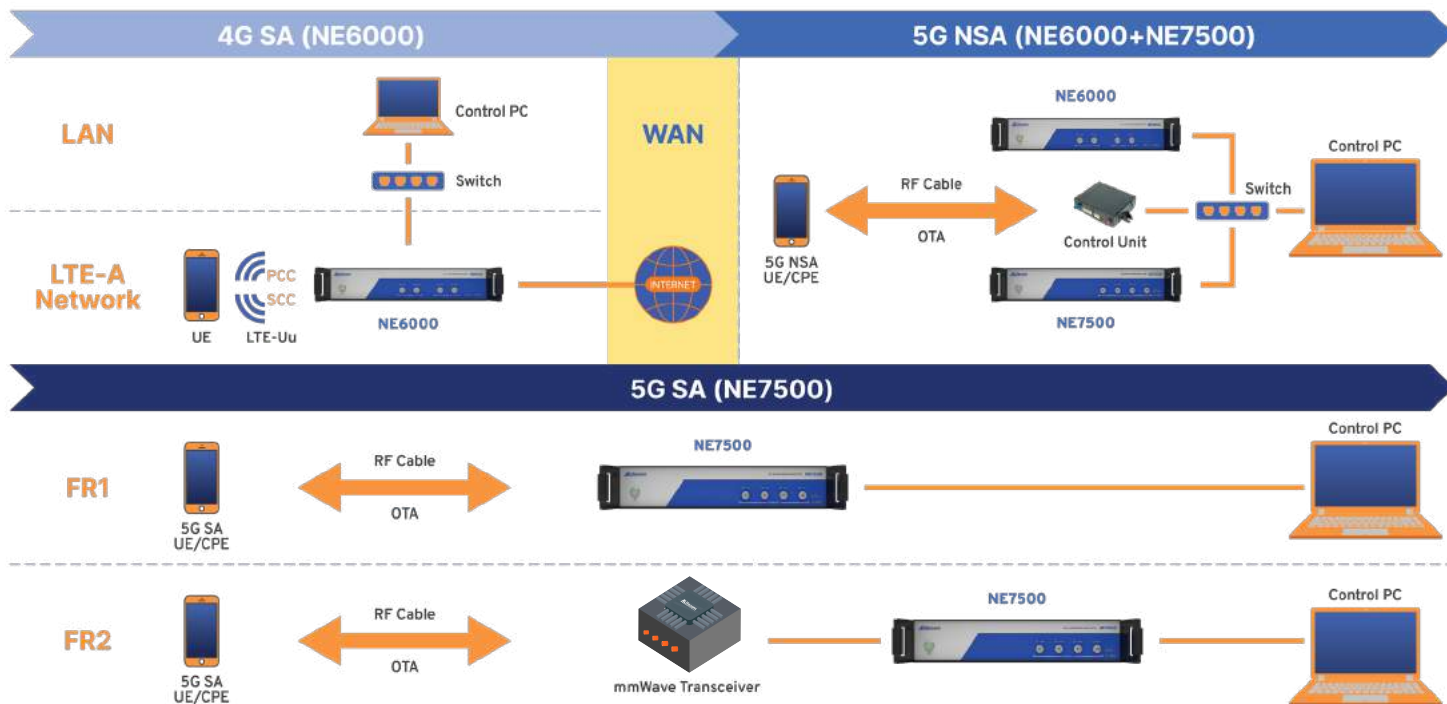 4G SA (NE6000)
5G NSA (NE6000+NE7500)
LAN
Control PC
Switch
WAN
LTE-A
Network
UE
PCC
SCC
LTE-Uu
NE6000
INTERNET
NE6000
5G NSA
UE/CPE
RF Cable
OTA
Control Unit
Switch
Control PC
NE7500
5G SA (NE7500)
FR1
5G SA
UE/CPE
RF Cable
OTA
NE7500
Control PC
FR2
5G SA
UE/CPE
RF Cable
OTA
mmWave Transceiver
NE7500
Control PC